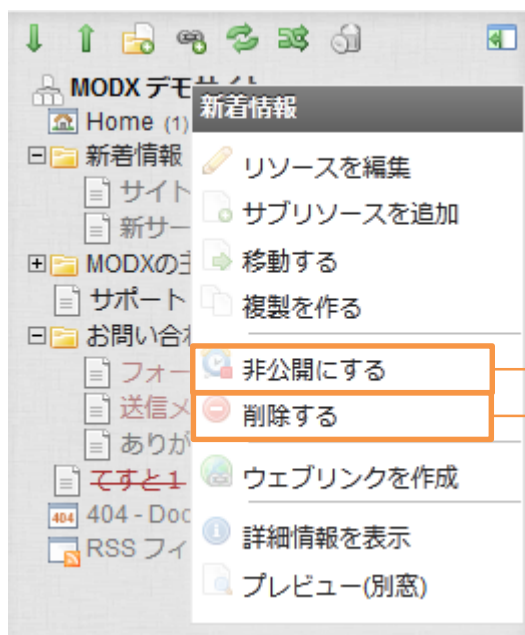 MODX デモサイト
新着情報
Home (1)
新着情報
リソースを編集
サイト
サブリソースを追加
新サー
MODXの主
移動する
サポート
複製を作る
お問い合わ
フォー
非公開にする
送信メ
削除する
ありが
てすと1
ウェブリンクを作成
404 404 - Doc
RSS フィ
詳細情報を表示
プレビュー(別窓)